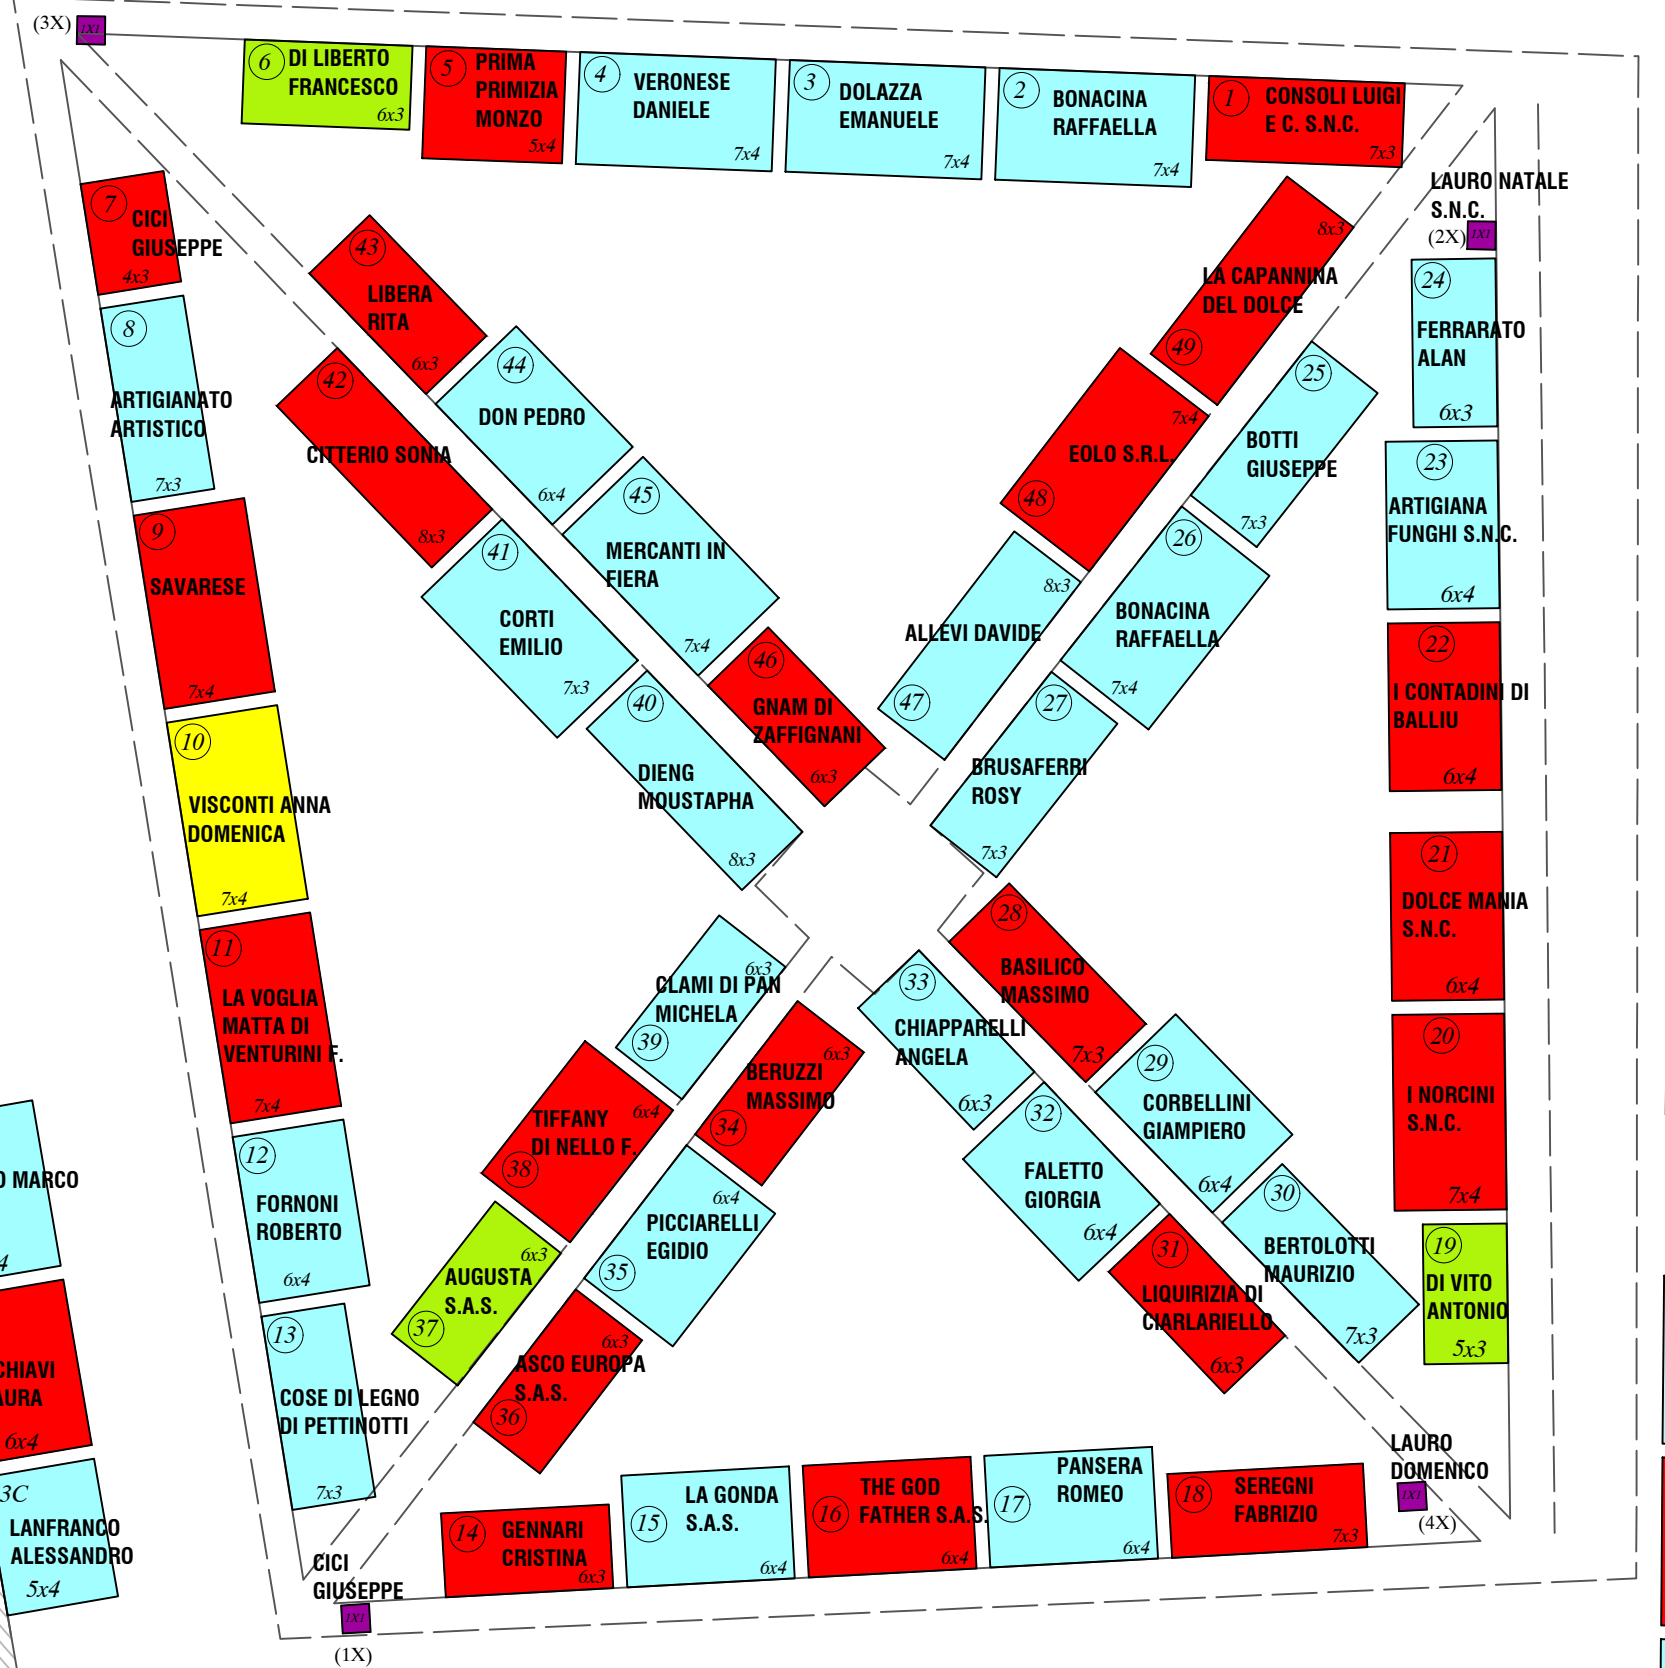 (3X)
1X1
6
DI LIBERTO
FRANCESCO
6x3
5
PRIMA
PRIMIZIA
MONZO
5x4
4
VERONESE
DANIELE
7x4
3
DOLAZZA
EMANUELE
7x4
2
BONACINA
RAFFAELLA
7x4
1
CONSOLI LUIGI
E C. S.N.C.
7x3
LAURO NATALE
S.N.C.
(2X)
1X1
7
CICI
GIUSEPPE
4x3
8
ARTIGIANATO
ARTISTICO
7x3
9
SAVARESE
7x4
10
VISCONTI ANNA
DOMENICA
7x4
11
LA VOGLIA
MATTA DI
VENTURINI F.
7x4
12
FORNONI
ROBERTO
6x4
13
COSE DI LEGNO
DI PETTINOTTI
7x3
43
LIBERA
RITA
6x3
42
CITTERIO SONIA
8x3
44
DON PEDRO
6x4
45
MERCANTI IN
FIERA
7x4
41
CORTI
EMILIO
7x3
46
GNAM DI
ZAFFIGNANI
6x3
40
DIENG
MOUSTAPHA
8x3
8x3
LA CAPANNINA
DEL DOLCE
49
7x4
EOLO S.R.L.
48
8x3
ALLEVI DAVIDE
47
25
BOTTI
GIUSEPPE
7x3
26
BONACINA
RAFFAELLA
7x4
27
BRUSAFERRI
ROSY
7x3
24
FERRARATO
ALAN
6x3
23
ARTIGIANA
FUNGHI S.N.C.
6x4
22
I CONTADINI DI
BALLIU
6x4
21
DOLCE MANIA
S.N.C.
6x4
20
I NORCINI
S.N.C.
7x4
19
DI VITO
ANTONIO
5x3
28
BASILICO
MASSIMO
7x3
29
CORBELLINI
GIAMPIERO
6x4
30
BERTOLOTTI
MAURIZIO
7x3
33
CHIAPPARELLI
ANGELA
6x3
32
FALETTO
GIORGIA
6x4
31
LIQUIRIZIA DI
CIARLARIELLO
6x3
6x3
CLAMI DI PAN
MICHELA
39
6x4
TIFFANY
DI NELLO F.
38
6x3
AUGUSTA
S.A.S.
37
6x3
BERUZZI
MASSIMO
34
6x4
PICCIARELLI
EGIDIO
35
6x3
ASCO EUROPA
S.A.S.
36
14
GENNARI
CRISTINA
6x3
15
LA GONDA
S.A.S.
6x4
16
THE GOD
FATHER S.A.S.
6x4
17
PANSERA
ROMEO
6x4
18
SEREGNI
FABRIZIO
7x3
LAURO
DOMENICO
1X1
(4X)
CICI
GIUSEPPE
1X1
(1X)
O MARCO
4
CHIAVI
AURA
6x4
3C
LANFRANCO
ALESSANDRO
5x4